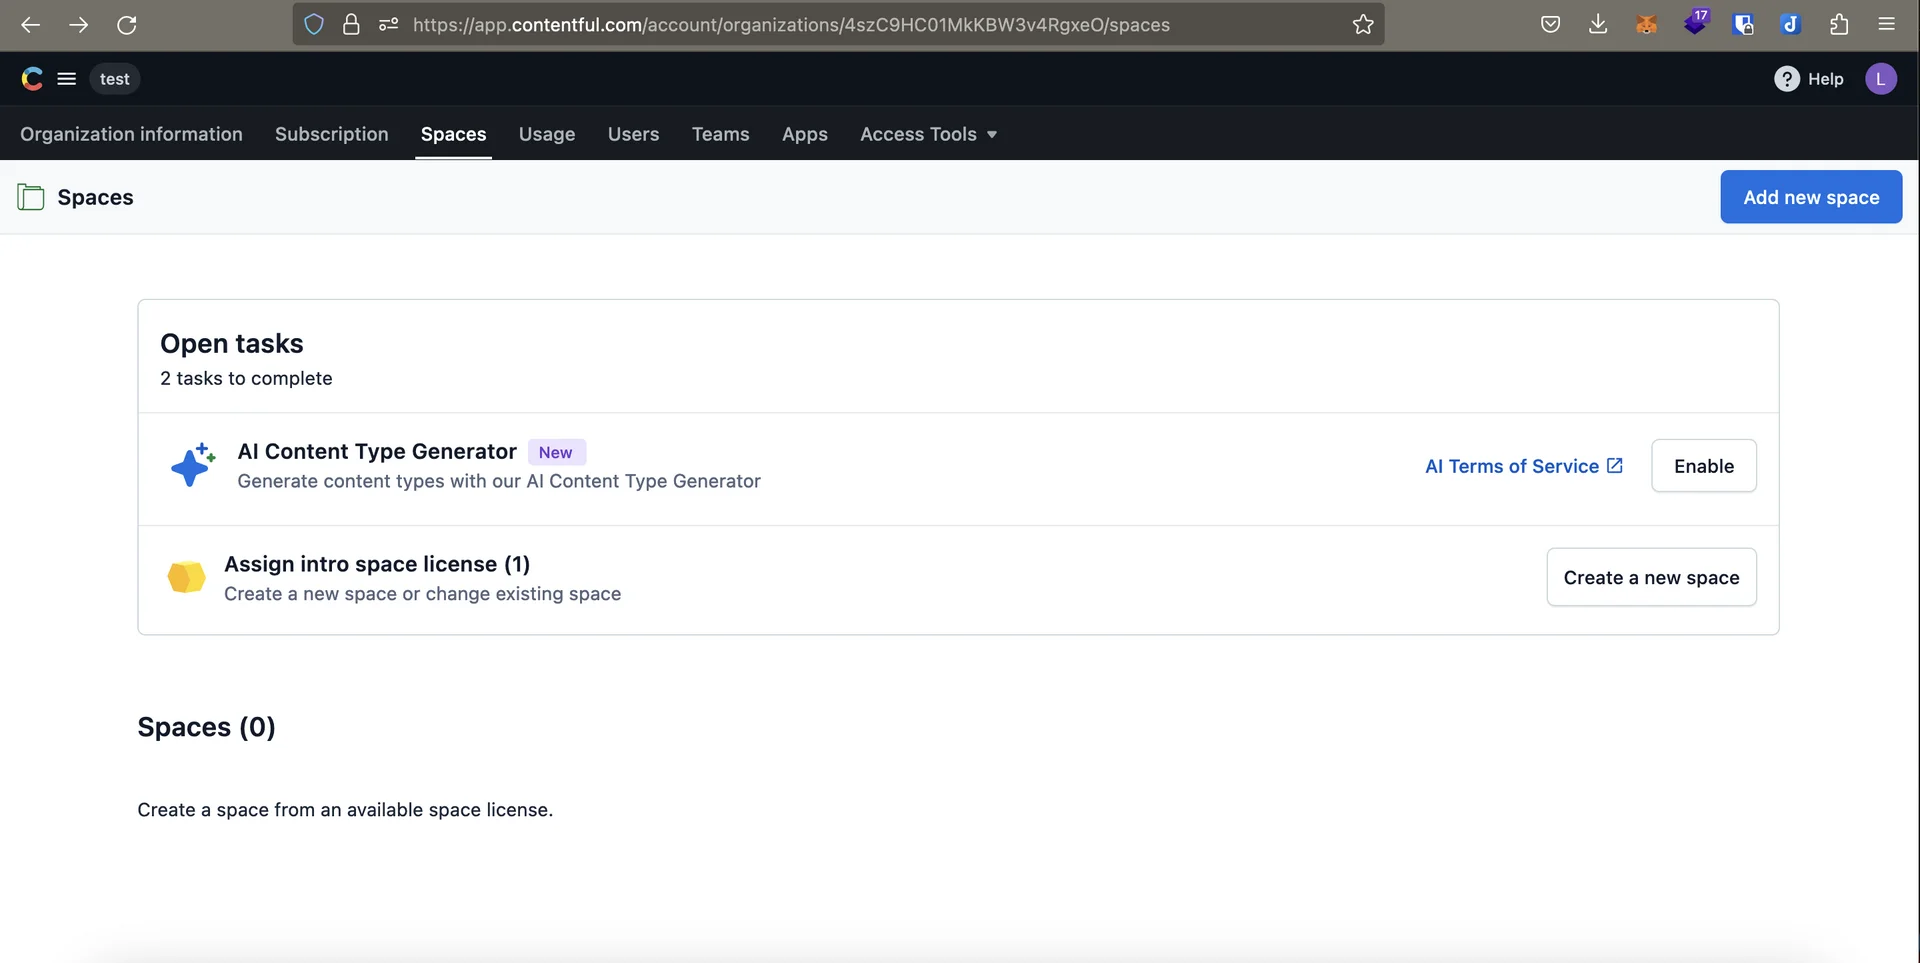 https://app.contentful.com/account/organizations/4szC9HC01MkKBW3v4RgxeO/spaces
17
test
? Help
L
Organization information Subscription Spaces Usage Users Teams Apps Access Tools
Spaces
Add new space
Open tasks
2 tasks to complete
AI Content Type Generator New
Generate content types with our AI Content Type Generator
AI Terms of Service
Enable
Assign intro space license (1)
Create a new space or change existing space
Create a new space
Spaces (0)
Create a space from an available space license.